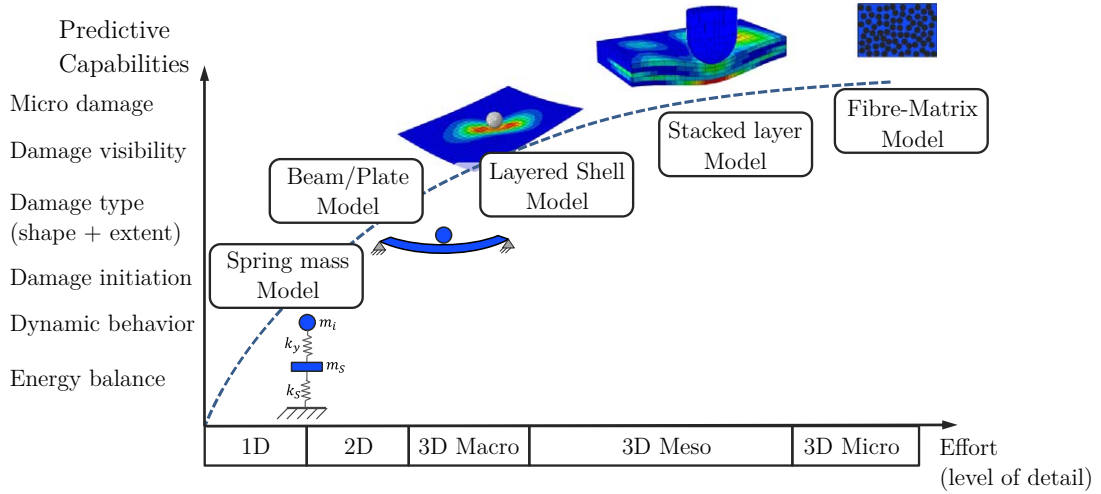 Predictive
Capabilities
Micro damage
Damage visibility
Damage type
(shape + extent)
Damage initiation
Dynamic behavior
Energy balance
Fibre-Matrix
Model
Stacked layer
Model
Layered Shell
Model
Beam/Plate
Model
Spring mass
Model
m_i
k_y
m_S
k_S
1D
2D
3D Macro
3D Meso
3D Micro
Effort
(level of detail)